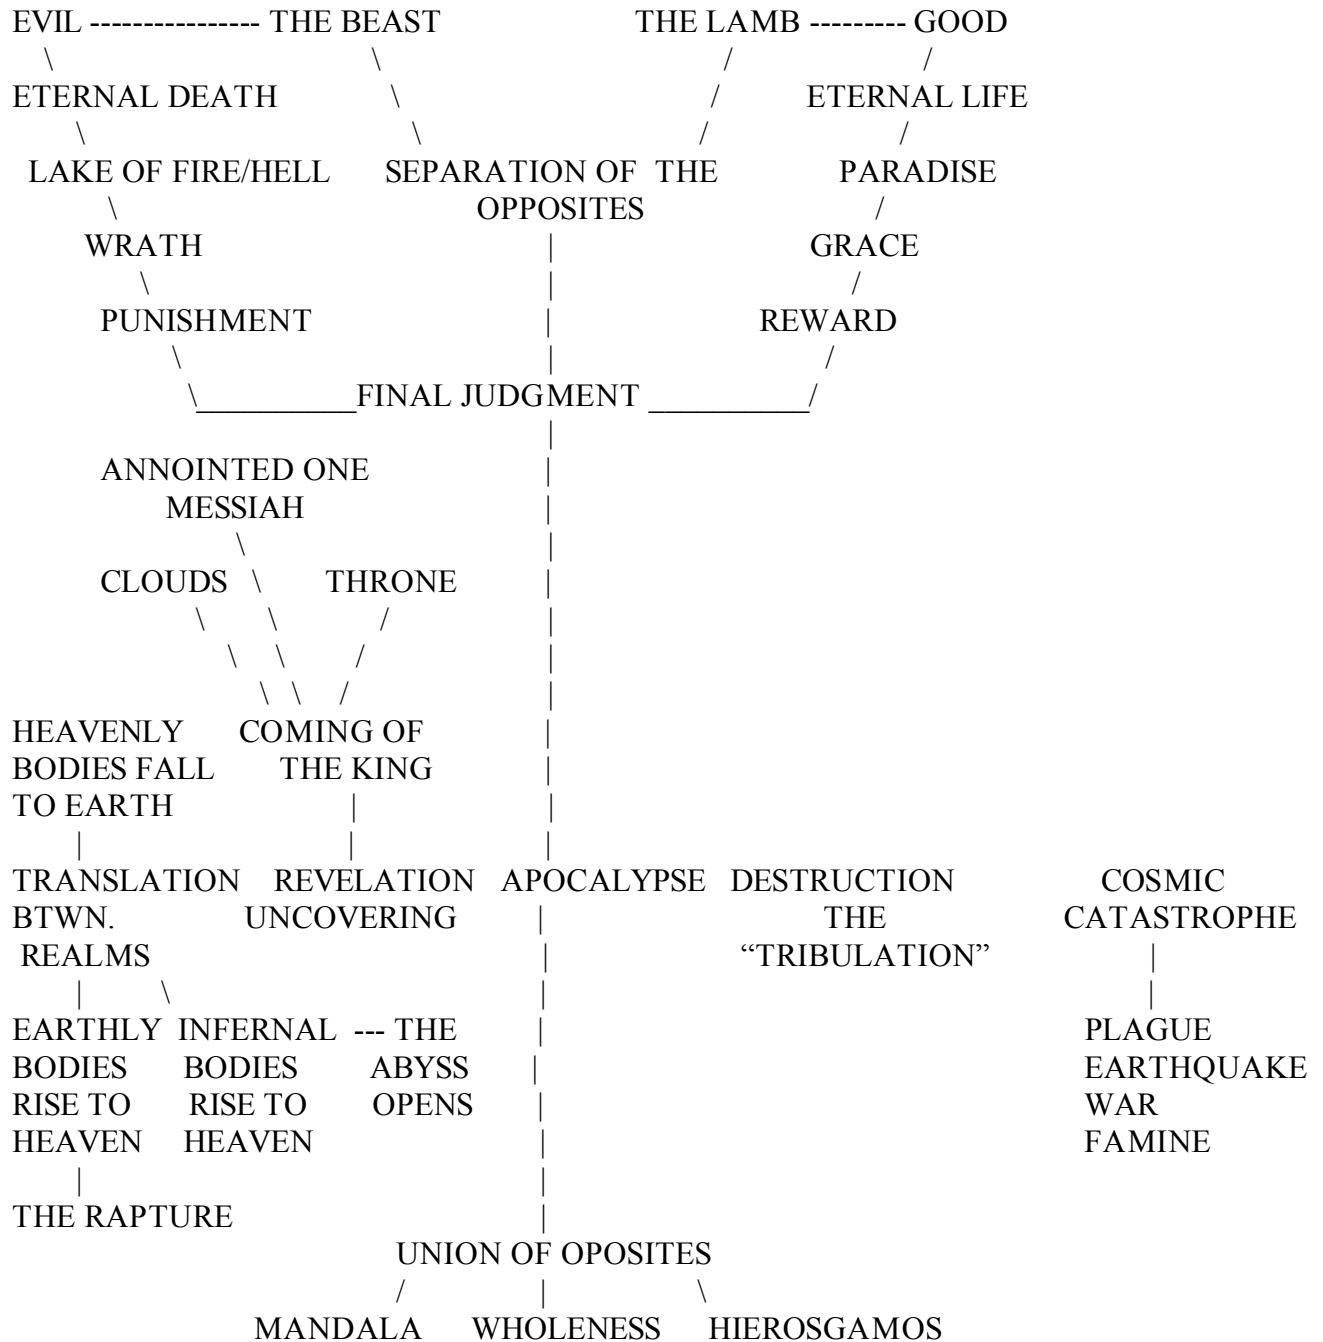 EVIL ---------------- THE BEAST THE LAMB --------- GOOD
\ \ / /
ETERNAL DEATH \ / ETERNAL LIFE
\ \ / /
LAKE OF FIRE/HELL SEPARATION OF THE PARADISE
\ OPPOSITES /
WRATH | GRACE
\ | /
PUNISHMENT | REWARD
\ | /
\__________FINAL JUDGMENT __________/
|
ANNOINTED ONE |
MESSIAH |
\ |
CLOUDS \ THRONE |
\ \ / |
\ \ / |
\ \ / |
HEAVENLY COMING OF |
BODIES FALL THE KING |
TO EARTH | |
| | |
TRANSLATION REVELATION APOCALYPSE DESTRUCTION COSMIC
BTWN. UNCOVERING | THE CATASTROPHE
REALMS | “TRIBULATION” |
| \ | |
EARTHLY INFERNAL --- THE | PLAGUE
BODIES BODIES ABYSS | EARTHQUAKE
RISE TO RISE TO OPENS | WAR
HEAVEN HEAVEN | FAMINE
| |
THE RAPTURE |
UNION OF OPOSITES
/ | \
MANDALA WHOLENESS HIEROSGAMOS